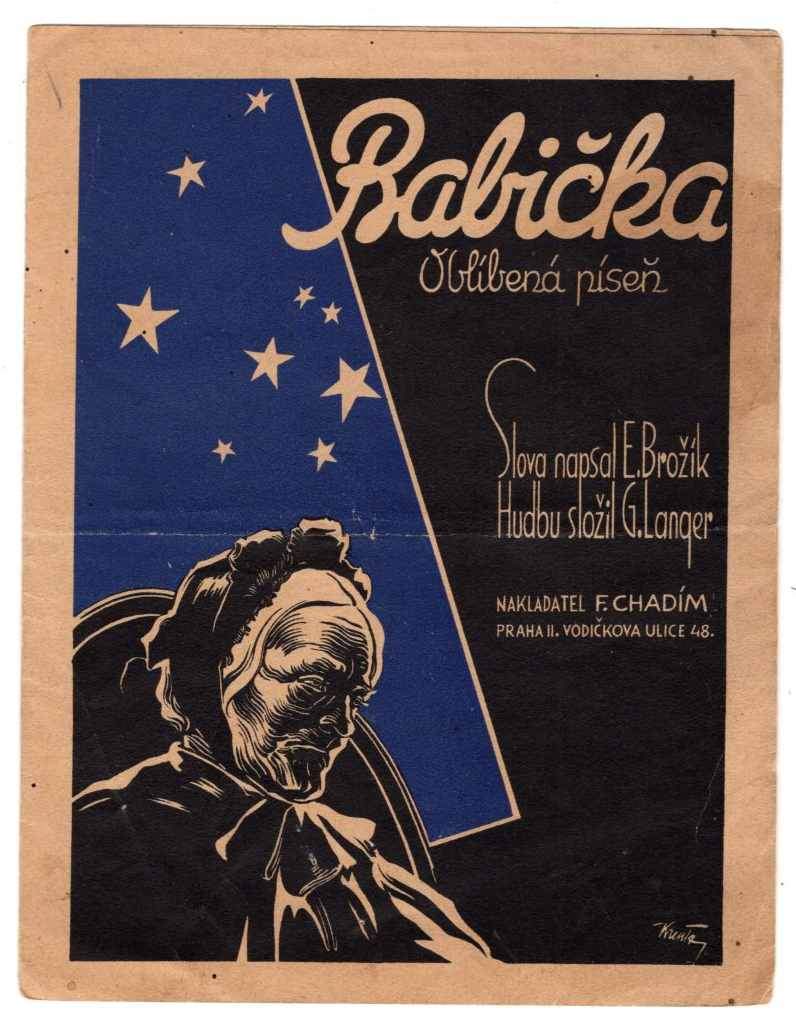 Babička
Oblíbená píseň
Slova napsal E. Brožík
Hudbu složil G. Langer
NAKLADATEL F. CHADÍM
PRAHA II. VODIČKOVA ULICE 48.